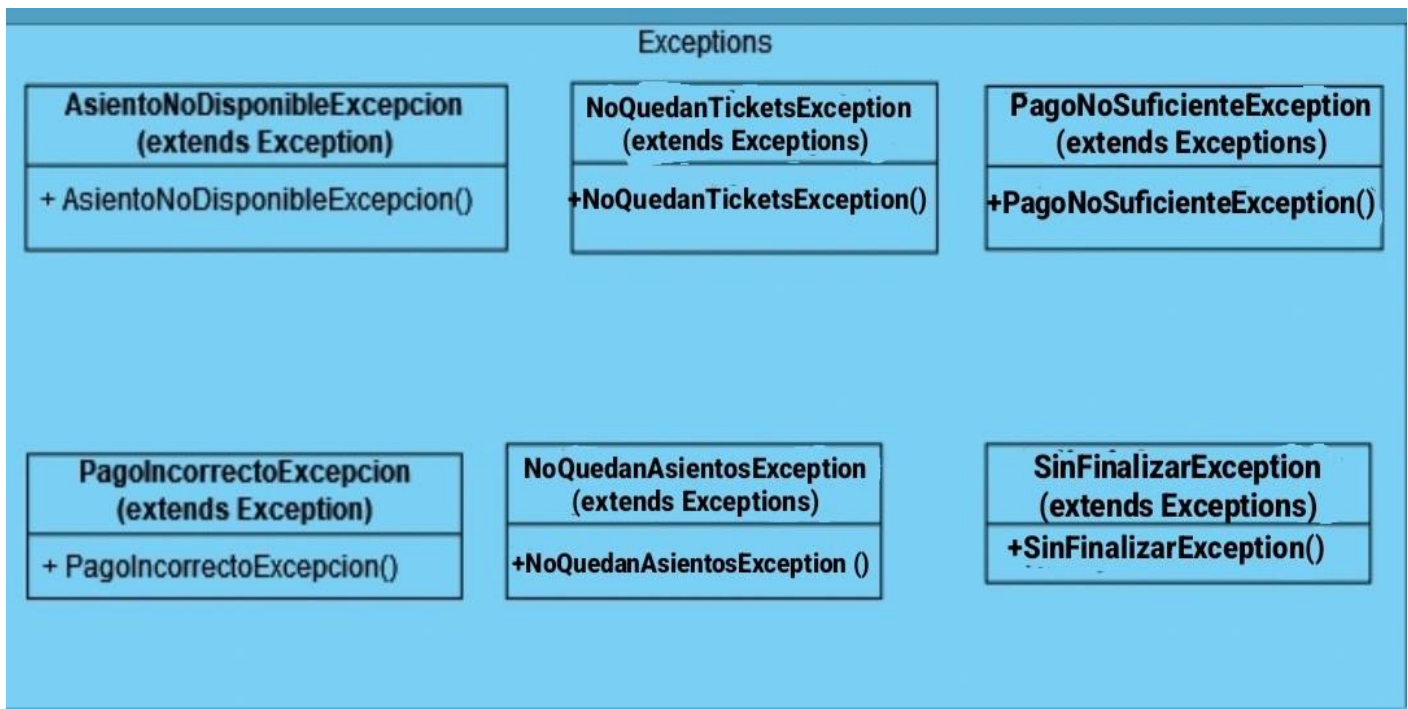 Exceptions
AsientoNoDisponibleExcepcion
(extends Exception)
+ AsientoNoDisponibleExcepcion()
NoQuedanTicketsException
(extends Exceptions)
+NoQuedanTicketsException()
PagoNoSuficienteException
(extends Exceptions)
+PagoNoSuficienteException()
PagoIncorrectoExcepcion
(extends Exception)
+ PagoIncorrectoExcepcion()
NoQuedanAsientosException
(extends Exceptions)
+NoQuedanAsientosException ()
SinFinalizarException
(extends Exceptions)
+SinFinalizarException()